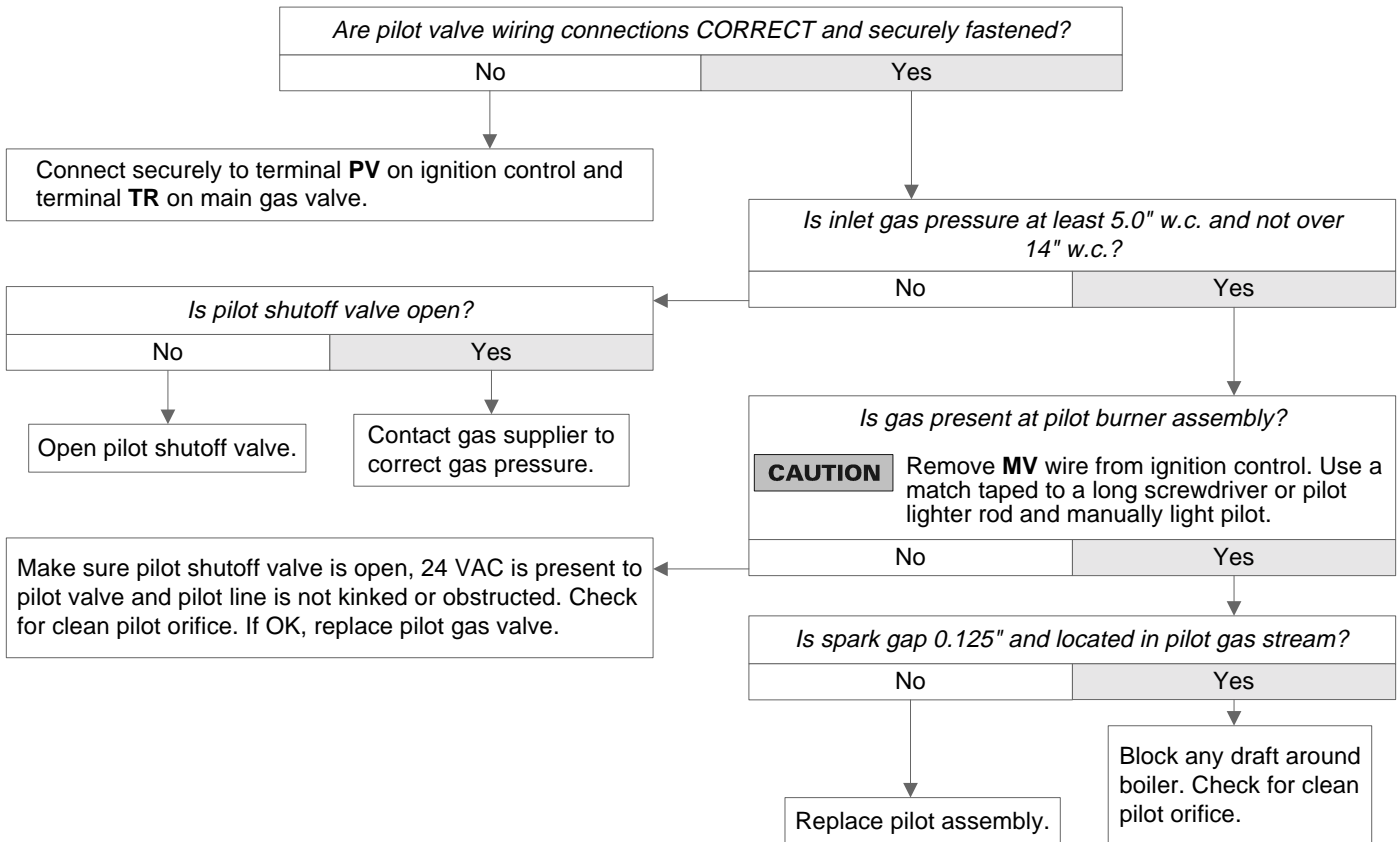 Are pilot valve wiring connections CORRECT and securely fastened?
No
Yes
Connect securely to terminal PV on ignition control and
terminal TR on main gas valve.
Is inlet gas pressure at least 5.0" w.c. and not over
14" w.c.?
No
Yes
Is pilot shutoff valve open?
No
Yes
Open pilot shutoff valve.
Contact gas supplier to
correct gas pressure.
Is gas present at pilot burner assembly?
CAUTION
Remove MV wire from ignition control. Use a
match taped to a long screwdriver or pilot
lighter rod and manually light pilot.
No
Yes
Make sure pilot shutoff valve is open, 24 VAC is present to
pilot valve and pilot line is not kinked or obstructed. Check
for clean pilot orifice. If OK, replace pilot gas valve.
Is spark gap 0.125" and located in pilot gas stream?
No
Yes
Replace pilot assembly.
Block any draft around
boiler. Check for clean
pilot orifice.